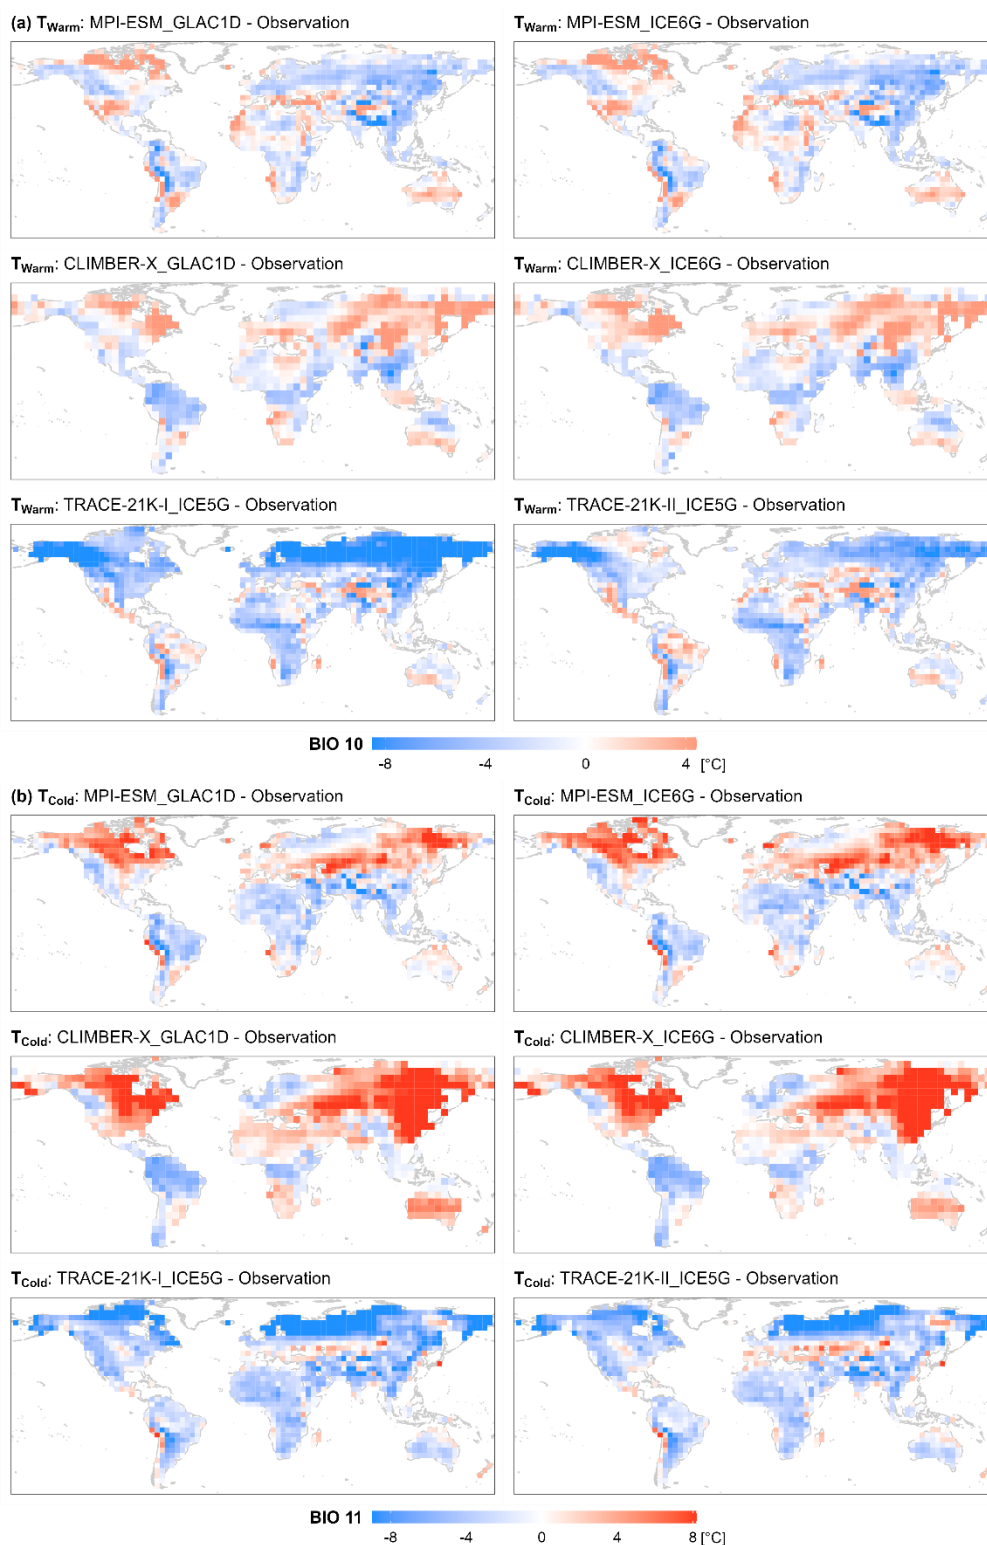 (a) TWarm: MPI-ESM_GLAC1D - Observation
TWarm: MPI-ESM_ICE6G - Observation
TWarm: CLIMBER-X_GLAC1D - Observation
TWarm: CLIMBER-X_ICE6G - Observation
TWarm: TRACE-21K-I_ICE5G - Observation
TWarm: TRACE-21K-II_ICE5G - Observation
BIO 10
-8 -4 0 4 [°C]
(b) TCold: MPI-ESM_GLAC1D - Observation
TCold: MPI-ESM_ICE6G - Observation
TCold: CLIMBER-X_GLAC1D - Observation
TCold: CLIMBER-X_ICE6G - Observation
TCold: TRACE-21K-I_ICE5G - Observation
TCold: TRACE-21K-II_ICE5G - Observation
BIO 11
-8 -4 0 4 8 [°C]